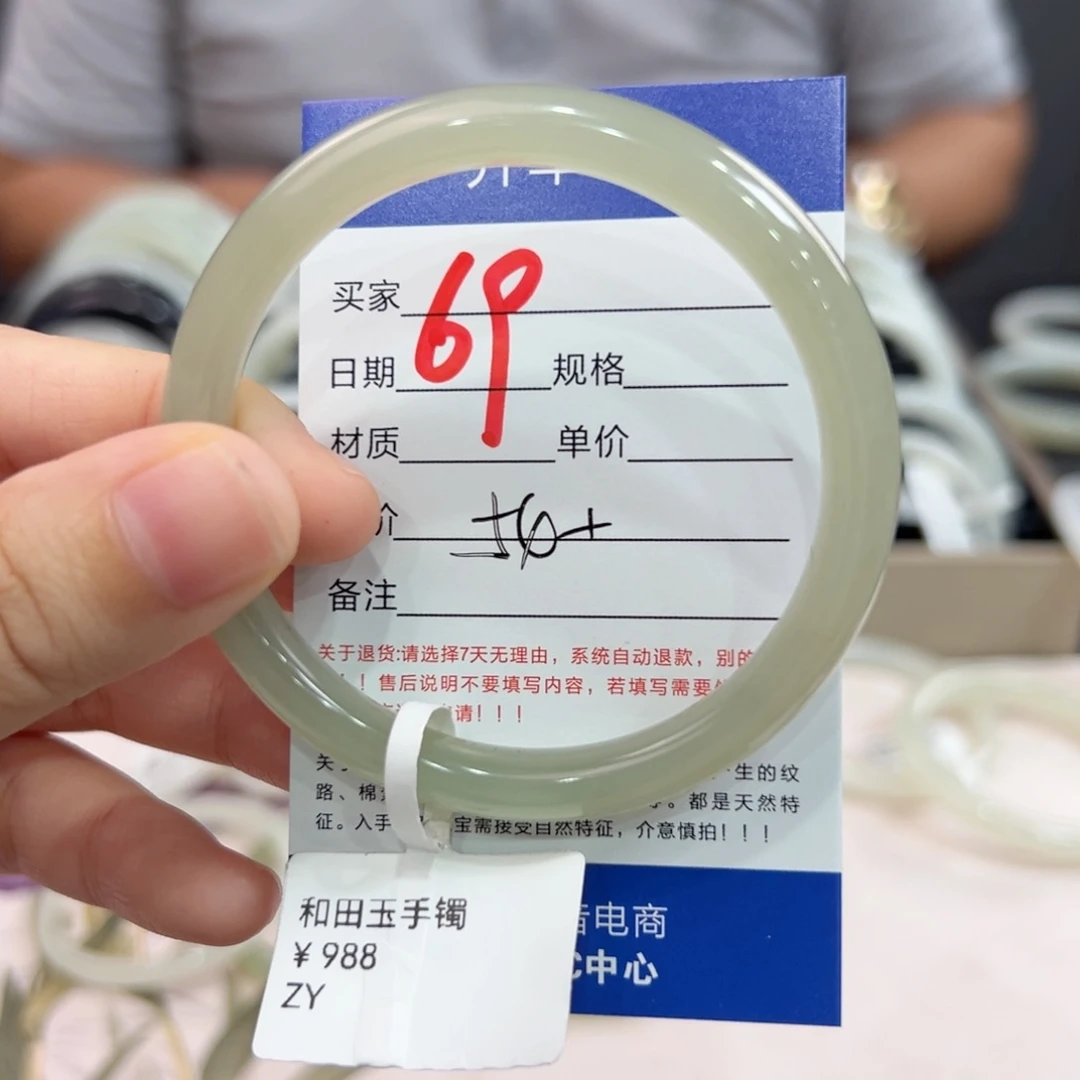 买家 69
日期 规格
材质 单价
价 56+
备注
关于退货:请选择7天无理由，系统自动退款，别的
！售后说明不要填写内容，若填写需要
请！！！
生的纹
路、棉
。都是天然特
征。入手 宝需接受自然特征，介意慎拍！！！
电商
中心
和田玉手镯
¥988
ZY